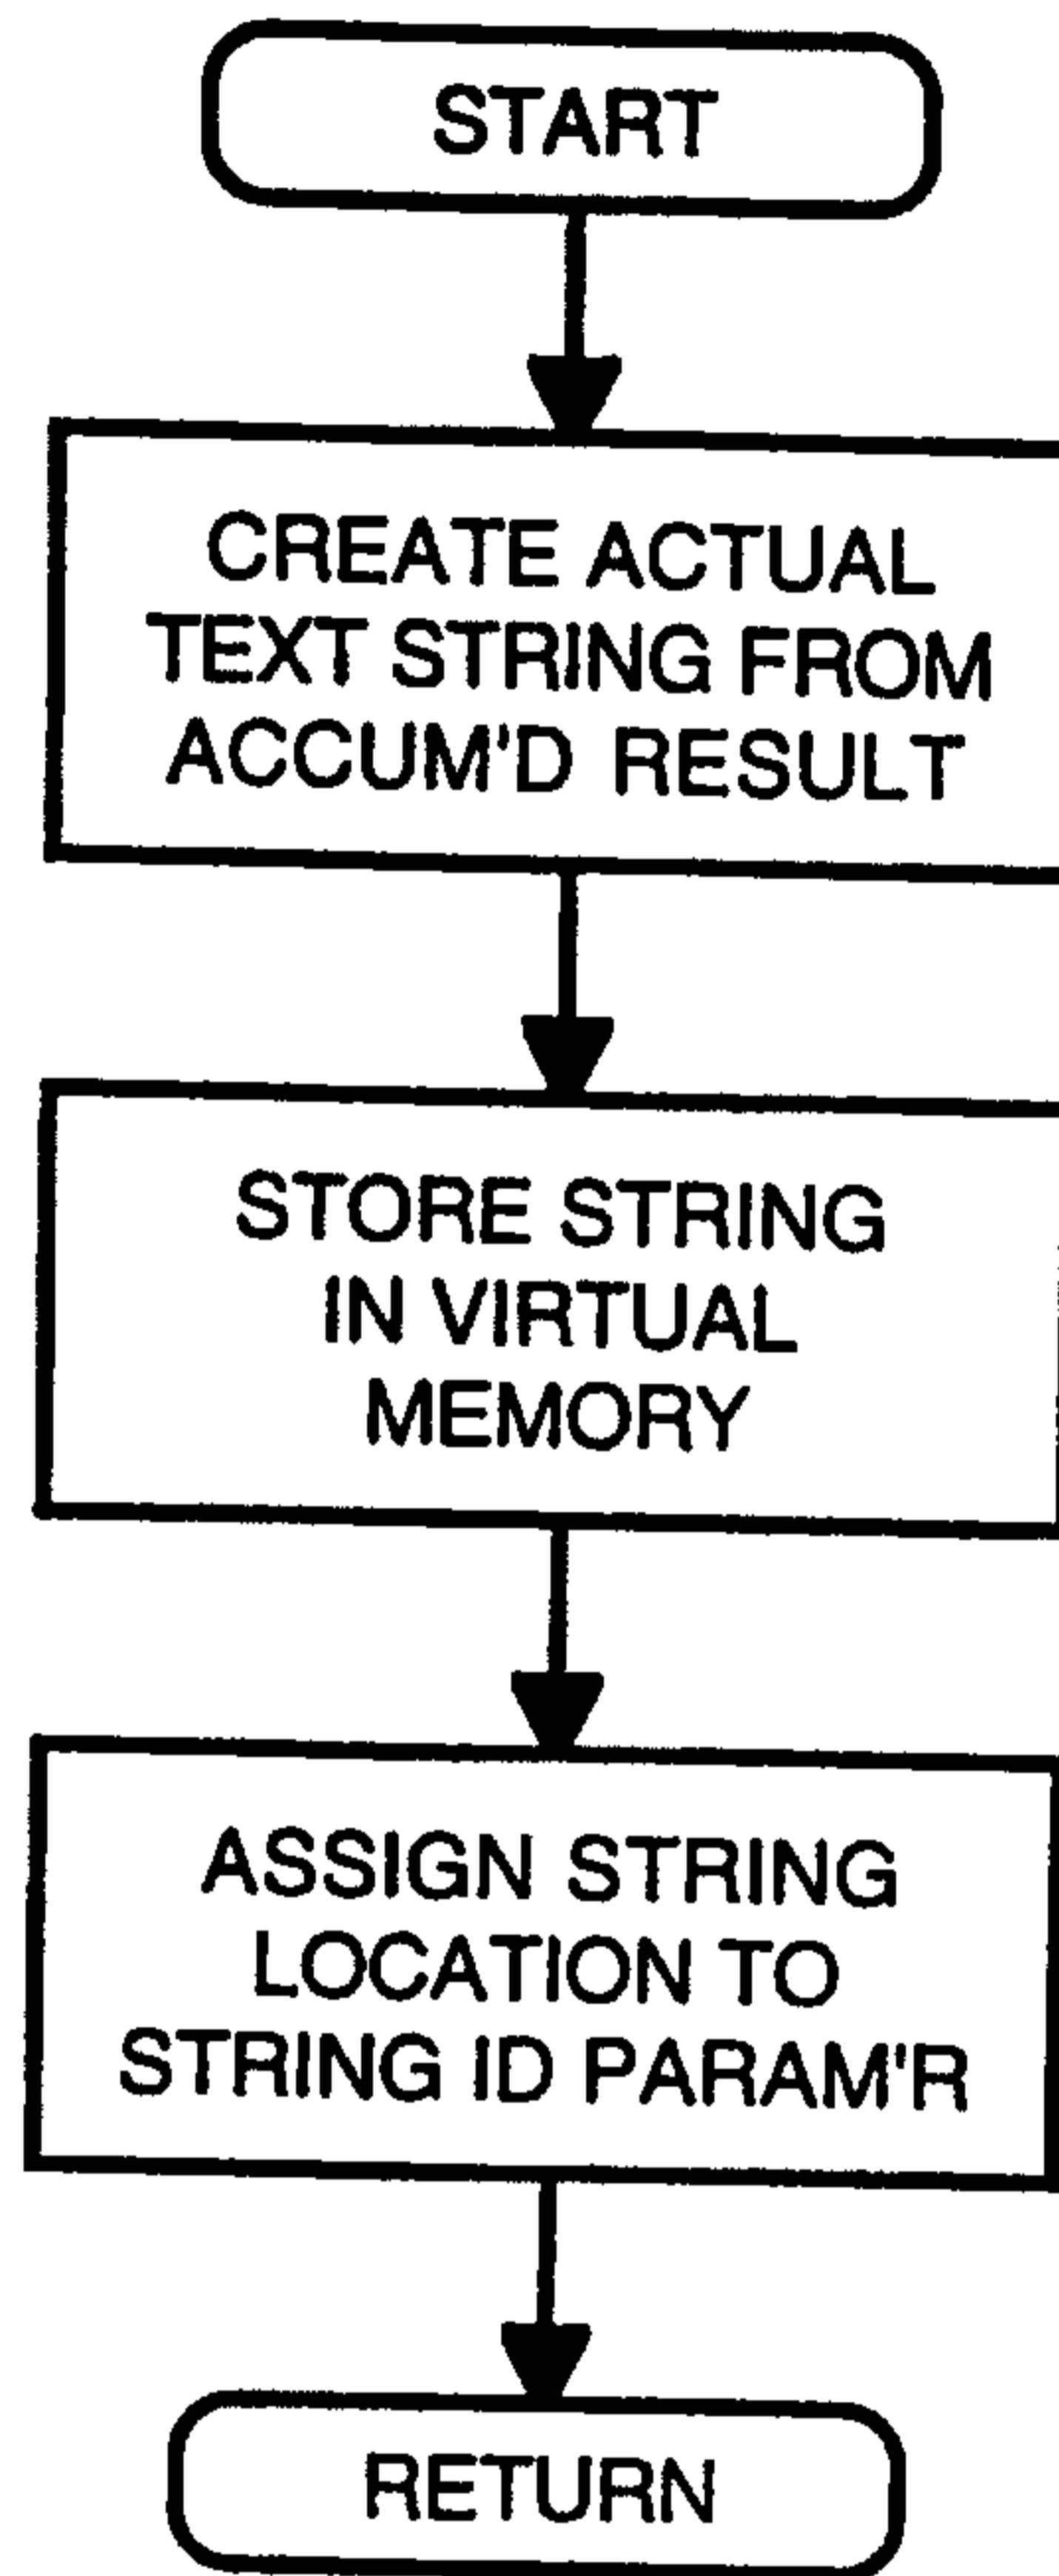 START
CREATE ACTUAL
TEXT STRING FROM
ACCUM'D RESULT
STORE STRING
IN VIRTUAL
MEMORY
ASSIGN STRING
LOCATION TO
STRING ID PARAM'R
RETURN